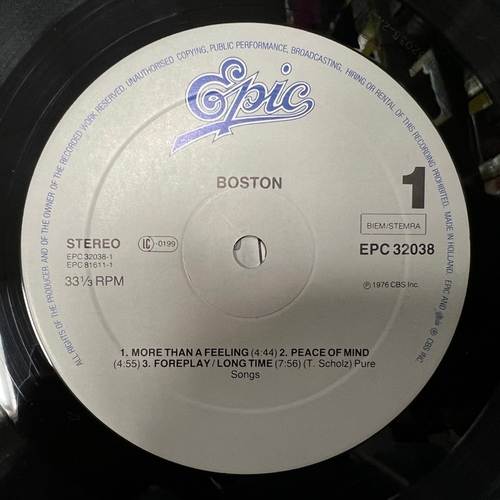 ALL RIGHTS OF THE PRODUCER AND OF THE OWNER OF THE RECORDED WORK RESERVED. UNAUTHORISED COPYING, PUBLIC PERFORMANCE, BROADCASTING, HIRING OR RENTAL OF THIS RECORDING PROHIBITED. MADE IN HOLLAND. EPIC AND
℗ CBS INC.
Epic
BOSTON
1
BIEM/STEMRA
STEREO
LC -0199
EPC 32038
EPC 32038-1
EPC 81611-1
33⅓ RPM
℗ 1976 CBS Inc.
1. MORE THAN A FEELING (4:44) 2. PEACE OF MIND
(4:55) 3. FOREPLAY/LONG TIME (7:56) (T. Scholz) Pure
Songs